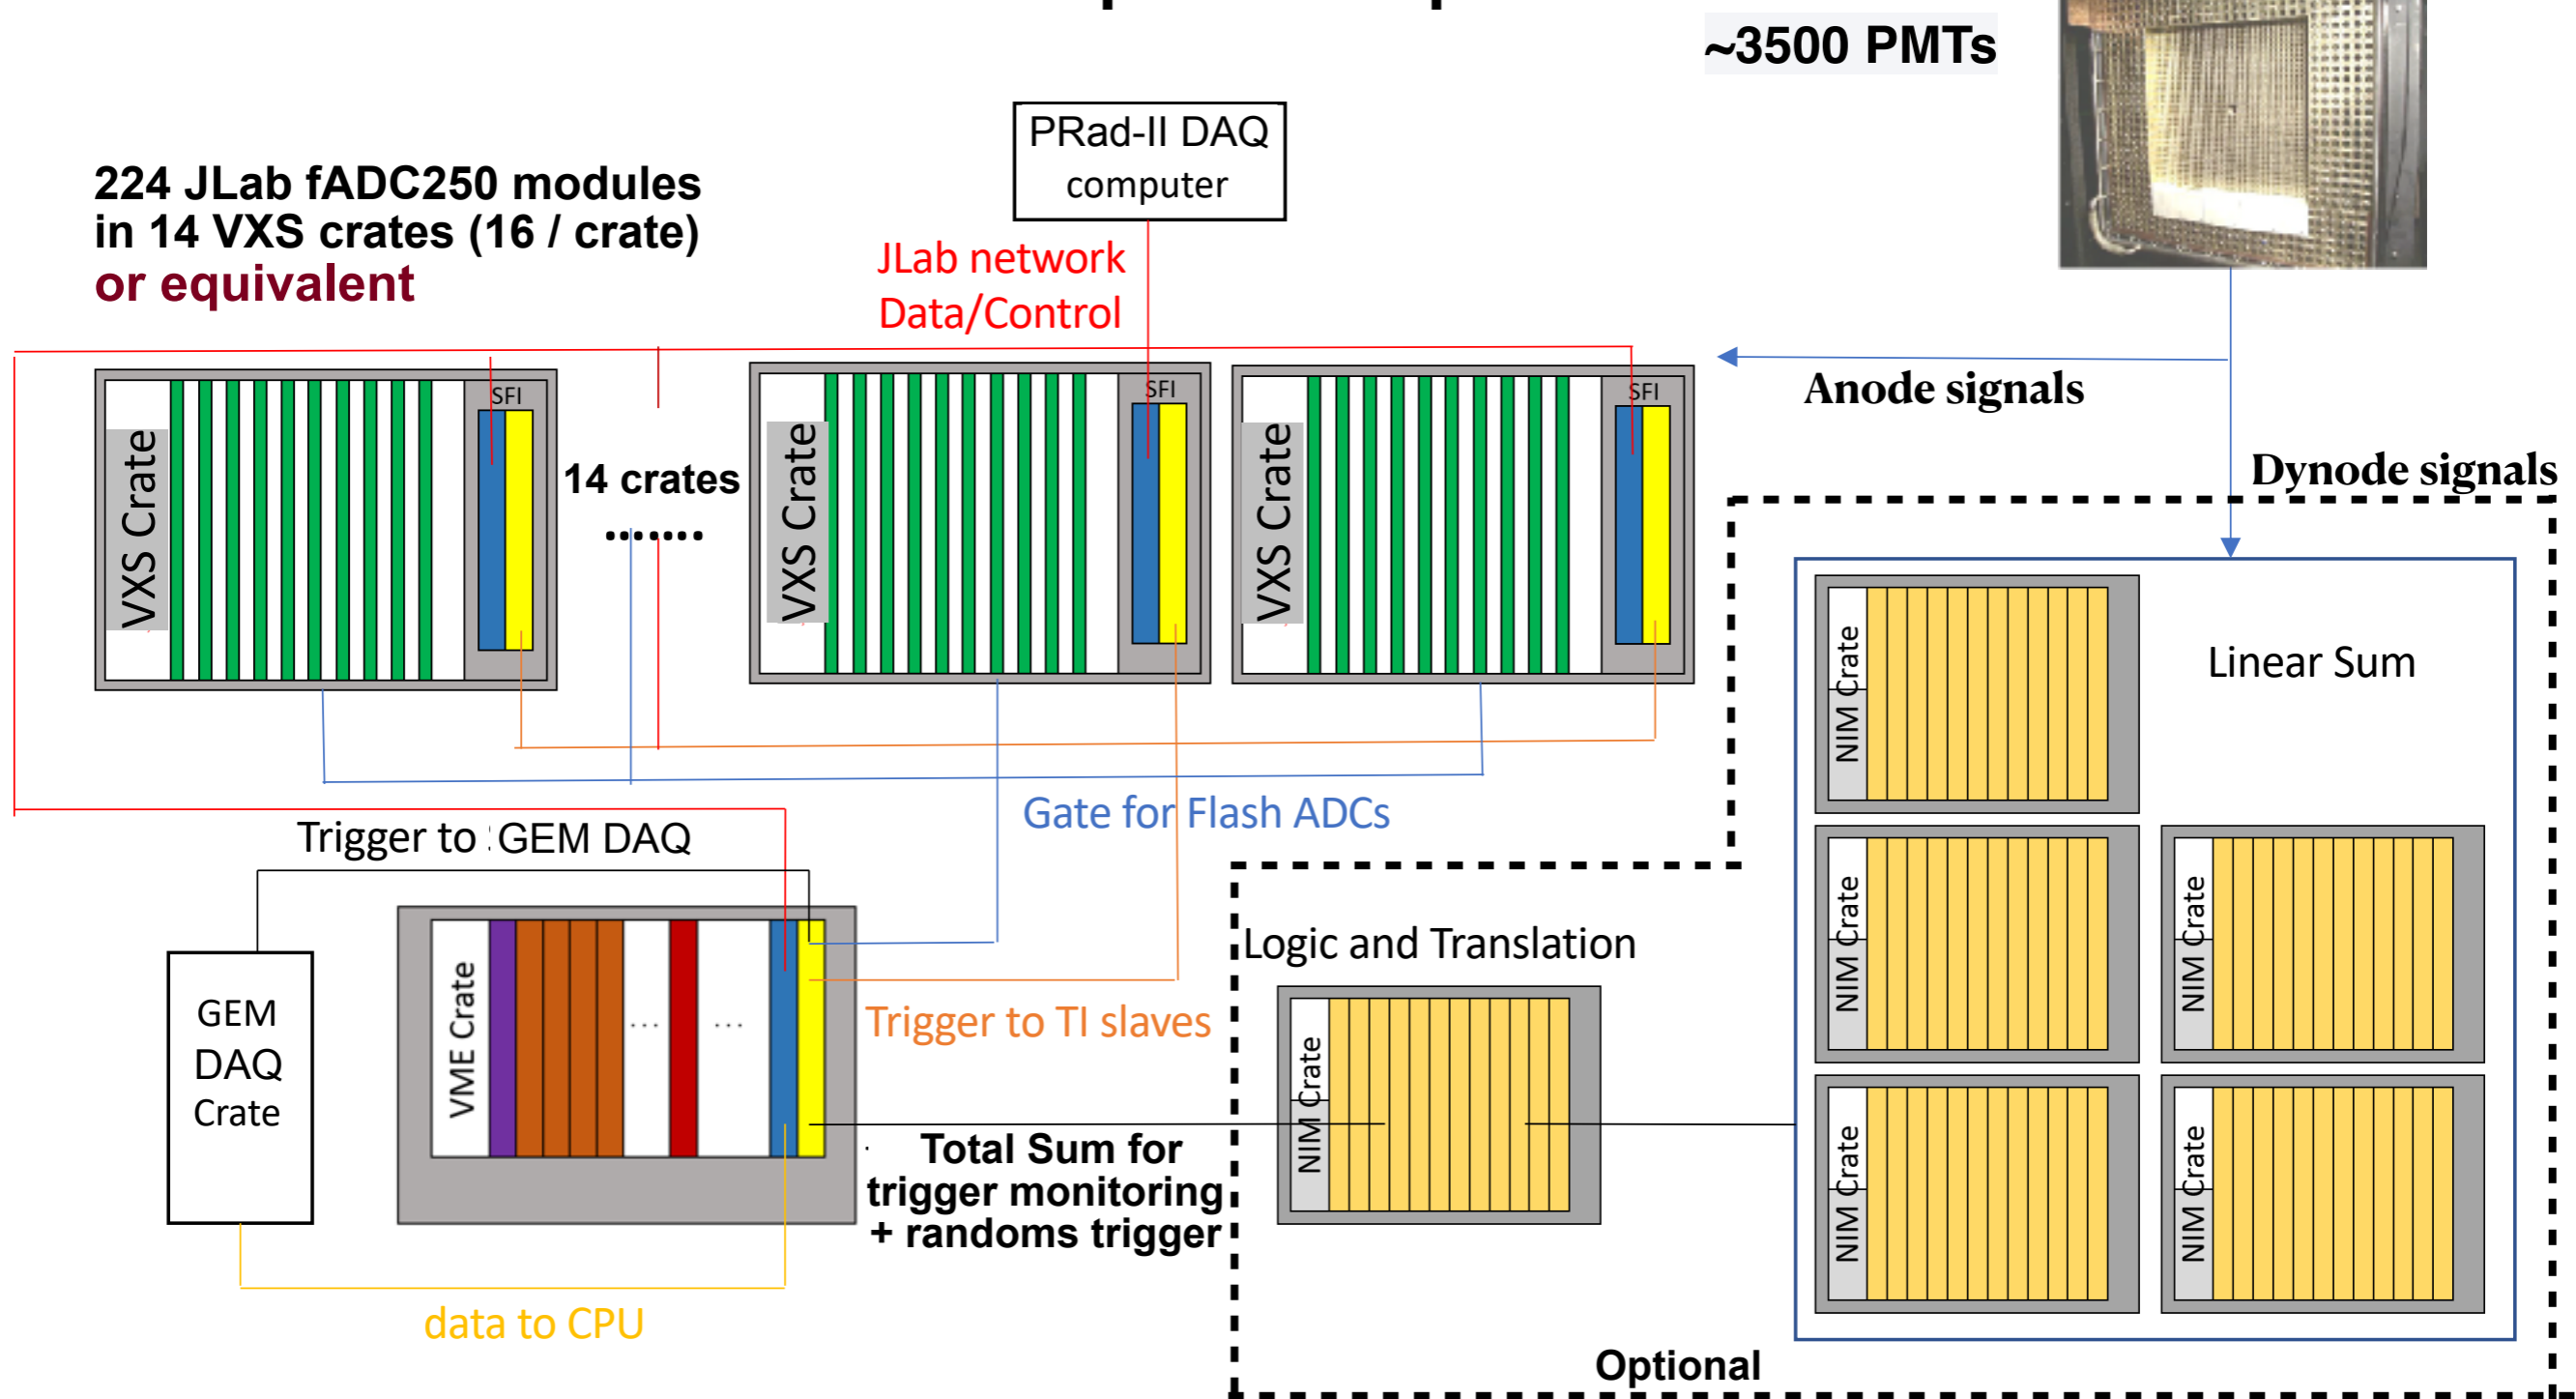 ~3500 PMTs
PRad-II DAQ
computer
224 JLab fADC250 modules
in 14 VXS crates (16 / crate)
or equivalent
JLab network
Data/Control
Anode signals
Dynode signals
SFI
SFI
SFI
VXS Crate
14 crates
.......
VXS Crate
VXS Crate
NIM Crate
Linear Sum
Gate for Flash ADCs
Trigger to GEM DAQ
NIM Crate
NIM Crate
Logic and Translation
GEM
DAQ
Crate
VME Crate
...
...
Trigger to TI slaves
NIM Crate
Total Sum for
trigger monitoring
+ randoms trigger
NIM Crate
NIM Crate
data to CPU
Optional